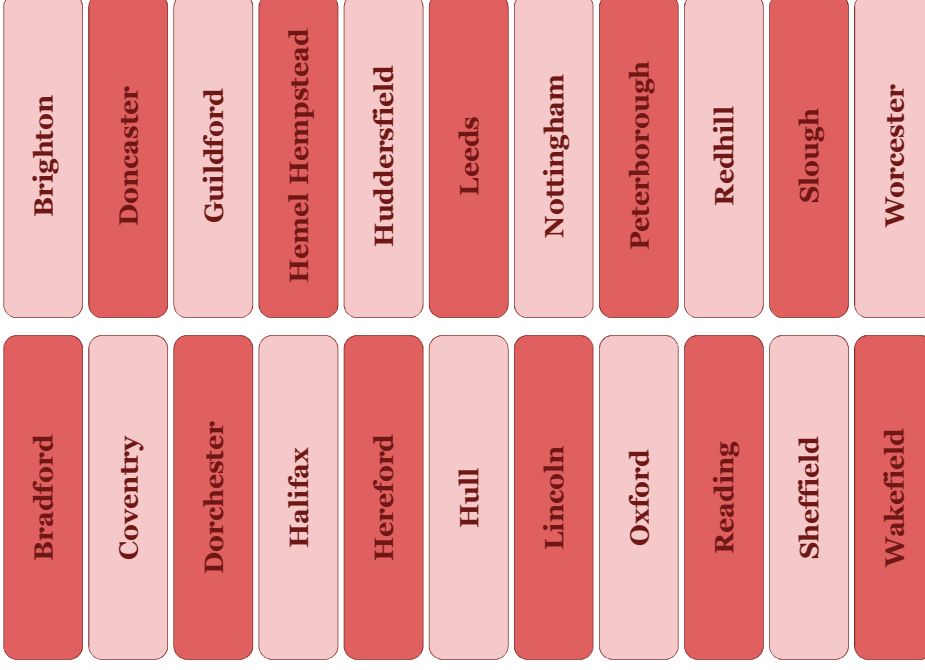 Brighton
Doncaster
Guildford
Hemel Hempstead
Huddersfield
Leeds
Nottingham
Peterborough
Redhill
Slough
Worcester
Bradford
Coventry
Dorchester
Halifax
Hereford
Hull
Lincoln
Oxford
Reading
Sheffield
Wakefield